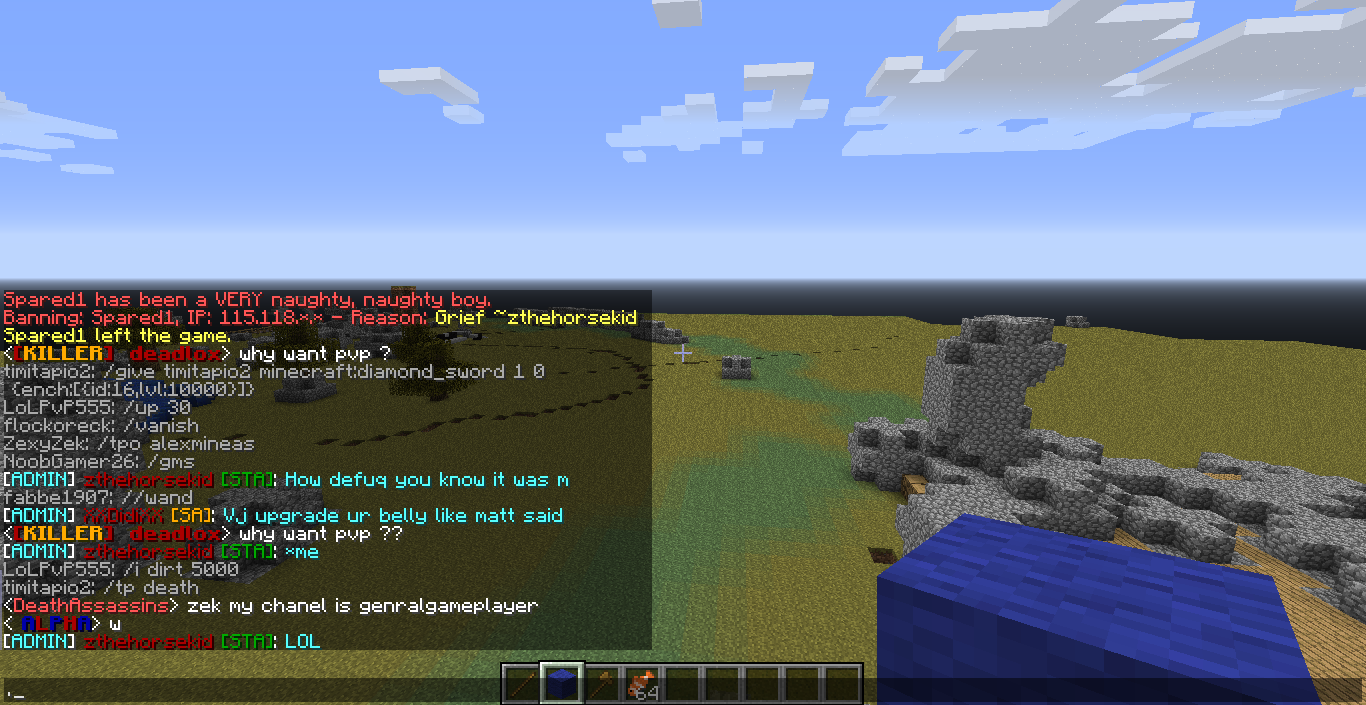 Spared1 has been a VERY naughty, naughty boy.
Banning: Spared1, IP: 115.118.×.× - Reason: Grief ~zthehorsekid
Spared1 left the game.
<[KILLER] deadlox> why want pvp ?
timitapio2: /give timitapio2 minecraft:diamond_sword 1 0
{ench:[{id:16,lvl:10000}]}
LoLPvP555: /up 30
flockoreck: /vanish
ZexyZek: /tpo alexmineas
NoobGamer26: /gms
[ADMIN] zthehorsekid [STA]: How defuq you know it was m
fabbe1907: //wand
[ADMIN] XXDidiXX [SA]: Vj upgrade ur belly like matt said
<[KILLER] deadlox> why want pvp ??
[ADMIN] zthehorsekid [STA]: ×me
LoLPvP555: /i dirt 5000
timitapio2: /tp death
<DeathAssassins> zek my chanel is genralgameplayer
< ALPHA> w
[ADMIN] zthehorsekid [STA]: LOL
64
'_